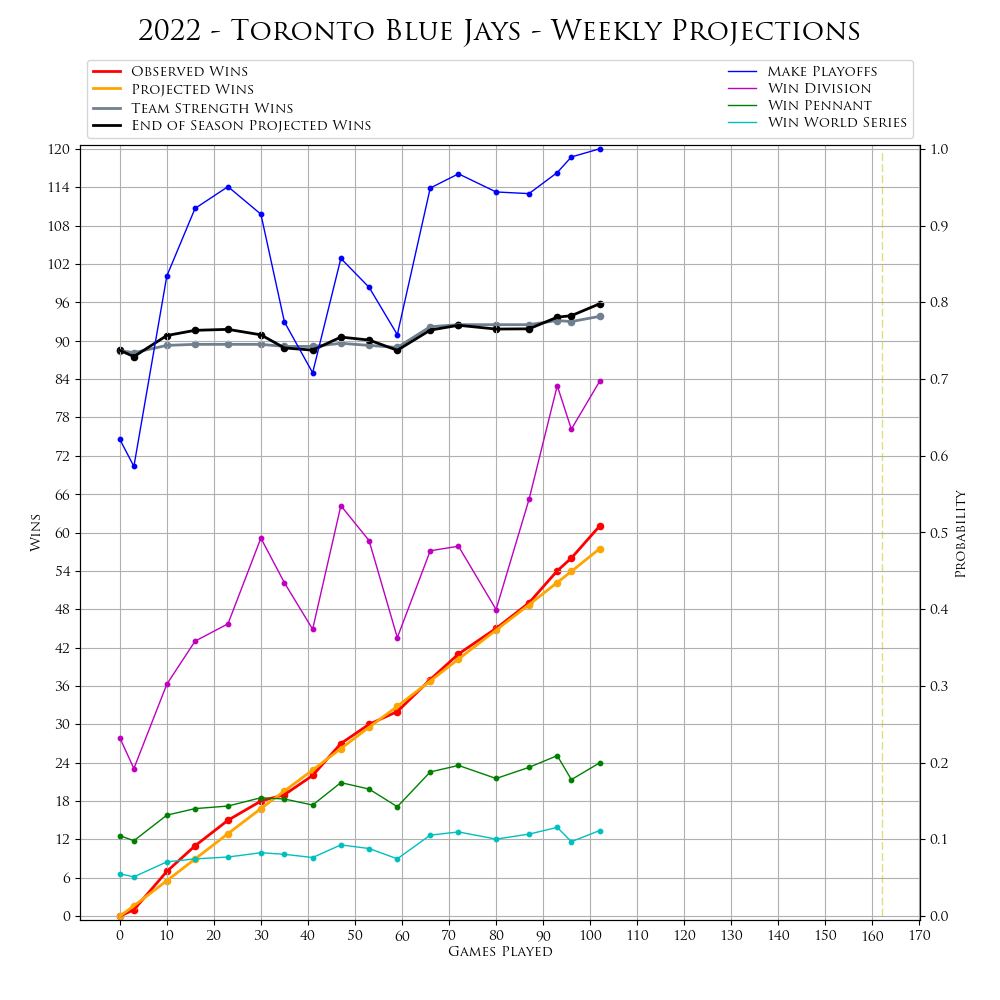 2022 - Toronto Blue Jays - Weekly Projections
Observed Wins
Projected Wins
Team Strength Wins
End of Season Projected Wins
Make Playoffs
Win Division
Win Pennant
Win World Series
120
114
108
102
96
90
84
78
72
66
60
54
48
42
36
30
24
18
12
6
0
Wins
1.0
0.9
0.8
0.7
0.6
0.5
0.4
0.3
0.2
0.1
0.0
Probability
0 10 20 30 40 50 60 70 80 90 100 110 120 130 140 150 160 170
Games Played